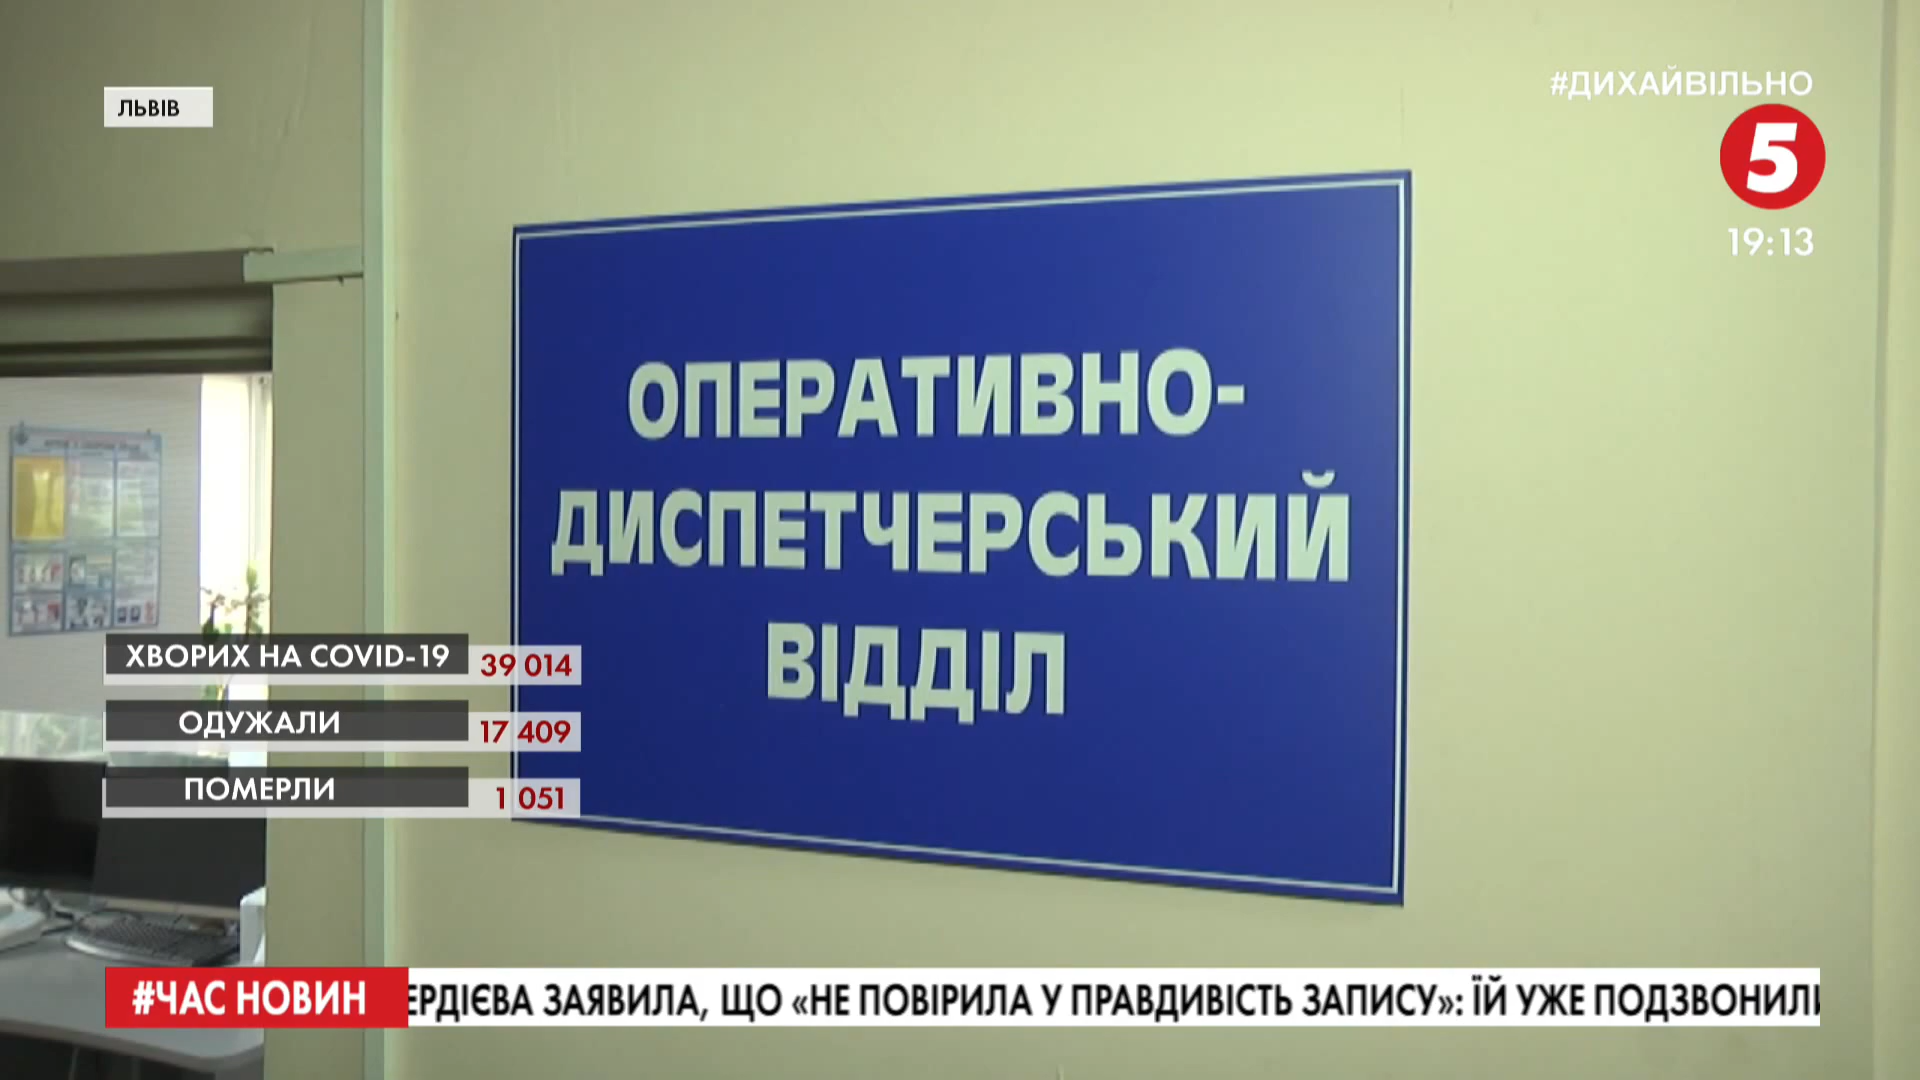 ЛЬВІВ
#ДИХАЙВІЛЬНО
5
19:13
ОПЕРАТИВНО-
ДИСПЕТЧЕРСЬКИЙ
ВІДДІЛ
ХВОРИХ НА COVID-19 39 014
ОДУЖАЛИ 17 409
ПОМЕРЛИ 1 051
#ЧАС НОВИН ЕРДІЄВА ЗАЯВИЛА, ЩО «НЕ ПОВІРИЛА У ПРАВДИВІСТЬ ЗАПИСУ»: ЇЙ УЖЕ ПОДЗВОНИЛИ